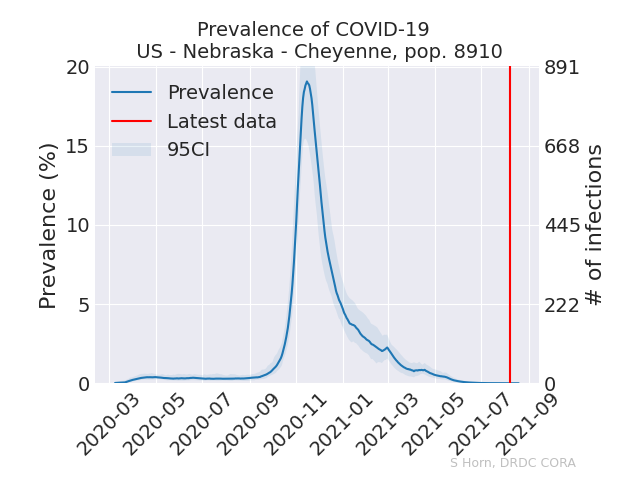 Prevalence of COVID-19
US - Nebraska - Cheyenne, pop. 8910
Prevalence
Latest data
95CI
Prevalence (%)
20
15
10
5
0
891
668
445
222
0
# of infections
2020-03
2020-05
2020-07
2020-09
2020-11
2021-01
2021-03
2021-05
2021-07
2021-09
S Horn, DRDC CORA